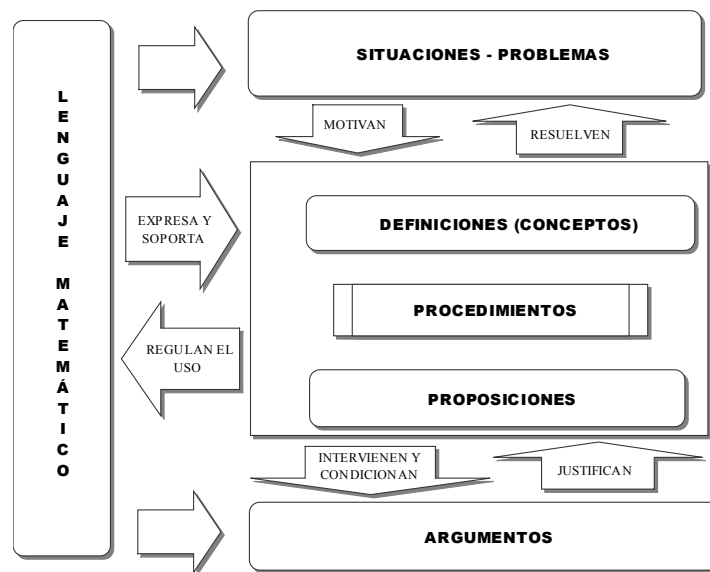 LENGUAJE MATEMÁTICO
SITUACIONES - PROBLEMAS
MOTIVAN
RESUELVEN
EXPRESA Y
SOPORTA
DEFINICIONES (CONCEPTOS)
PROCEDIMIENTOS
REGULAN EL
USO
PROPOSICIONES
INTERVIENEN Y
CONDICIONAN
JUSTIFICAN
ARGUMENTOS